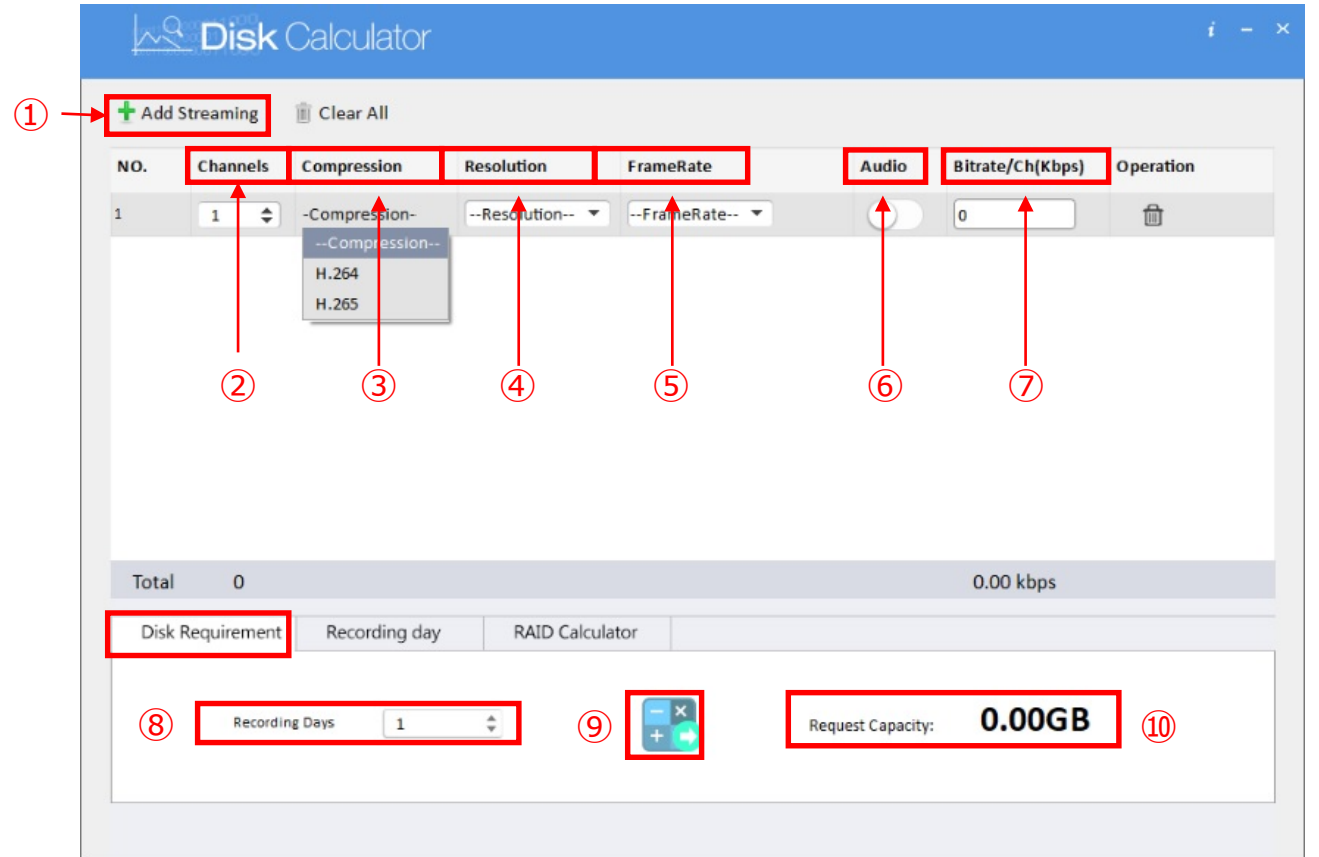 Disk Calculator
i
① Add Streaming Clear All
NO. Channels Compression Resolution FrameRate Audio Bitrate/Ch(Kbps) Operation
1 1 -Compression- --Resolution-- --FrameRate-- 0
--Compression--
H.264
H.265
② ③ ④ ⑤ ⑥ ⑦
Total 0 0.00 kbps
Disk Requirement Recording day RAID Calculator
⑧ Recording Days 1 ⑨ Request Capacity: 0.00GB ⑩